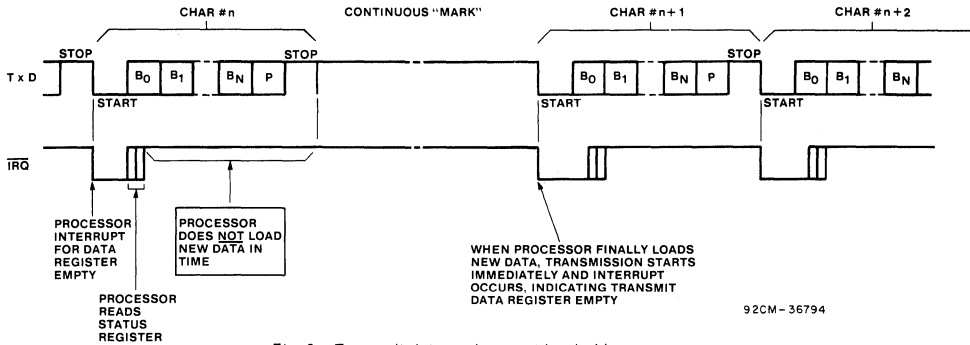 CHAR #n
CONTINUOUS "MARK"
CHAR #n+1
CHAR #n+2
STOP
STOP
STOP
T x D
B0 B1 BN P
B0 B1 BN P
B0 B1 BN
START
START
START
IRQ
PROCESSOR
INTERRUPT
FOR DATA
REGISTER
EMPTY
PROCESSOR
READS
STATUS
REGISTER
PROCESSOR
DOES NOT LOAD
NEW DATA IN
TIME
WHEN PROCESSOR FINALLY LOADS
NEW DATA, TRANSMISSION STARTS
IMMEDIATELY AND INTERRUPT
OCCURS, INDICATING TRANSMIT
DATA REGISTER EMPTY
92CM-36794